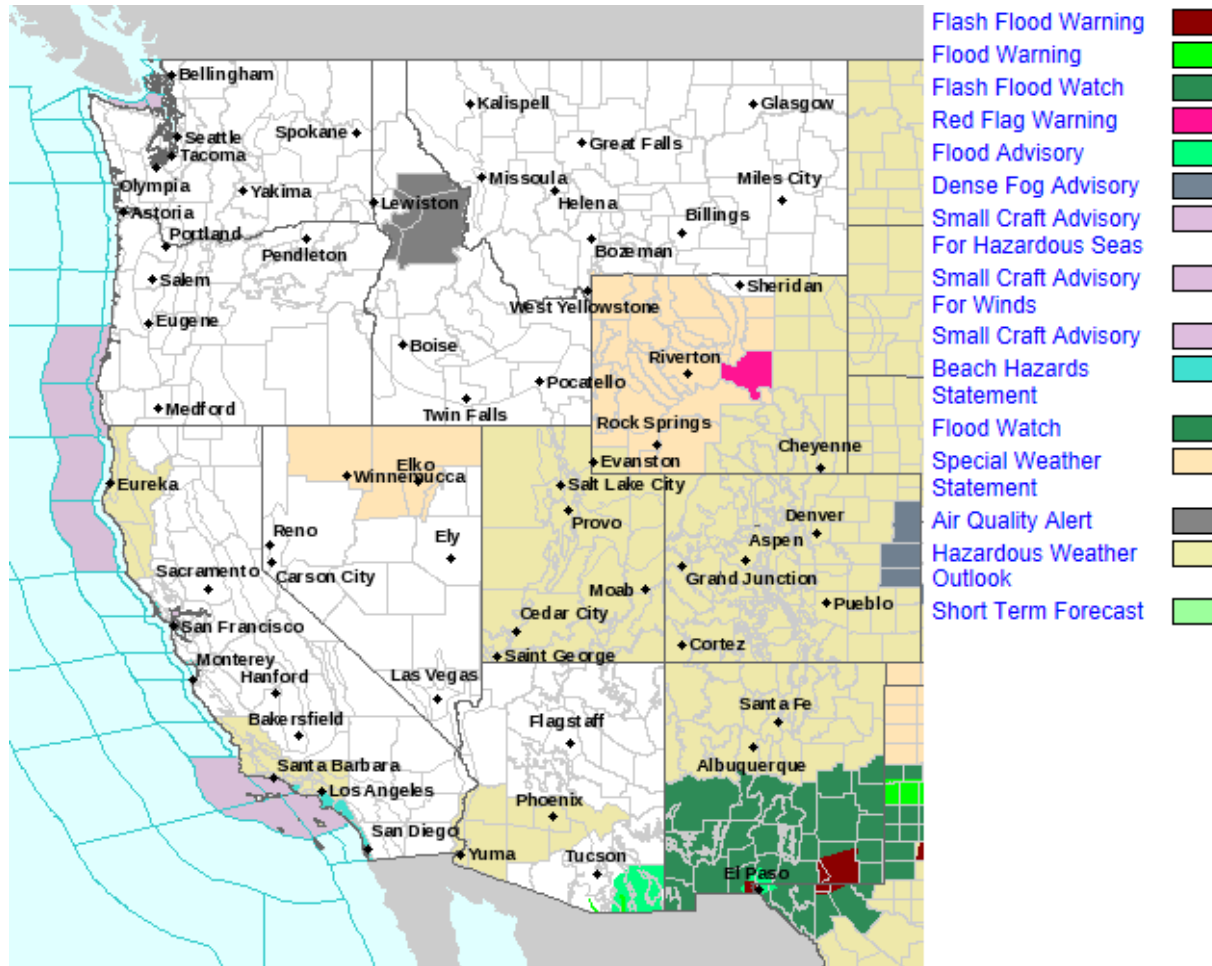 Bellingham
Kalispell
Glasgow
Seattle
Spokane
Great Falls
Tacoma
Missoula
Miles City
Olympia
Yakima
Lewiston
Helena
Astoria
Billings
Portland
Pendleton
Bozeman
Salem
Sheridan
West Yellowstone
Eugene
Boise
Riverton
Pocatello
Medford
Twin Falls
Rock Springs
Cheyenne
Elko
Evanston
Winnemucca
Eureka
Salt Lake City
Provo
Denver
Reno
Ely
Aspen
Sacramento
Carson City
Grand Junction
Moab
Pueblo
Cedar City
San Francisco
Cortez
Saint George
Monterey
Hanford
Las Vegas
Santa Fe
Bakersfield
Flagstaff
Albuquerque
Santa Barbara
Los Angeles
Phoenix
San Diego
Yuma
Tucson
El Paso
Flash Flood Warning
Flood Warning
Flash Flood Watch
Red Flag Warning
Flood Advisory
Dense Fog Advisory
Small Craft Advisory
For Hazardous Seas
Small Craft Advisory
For Winds
Small Craft Advisory
Beach Hazards
Statement
Flood Watch
Special Weather
Statement
Air Quality Alert
Hazardous Weather
Outlook
Short Term Forecast